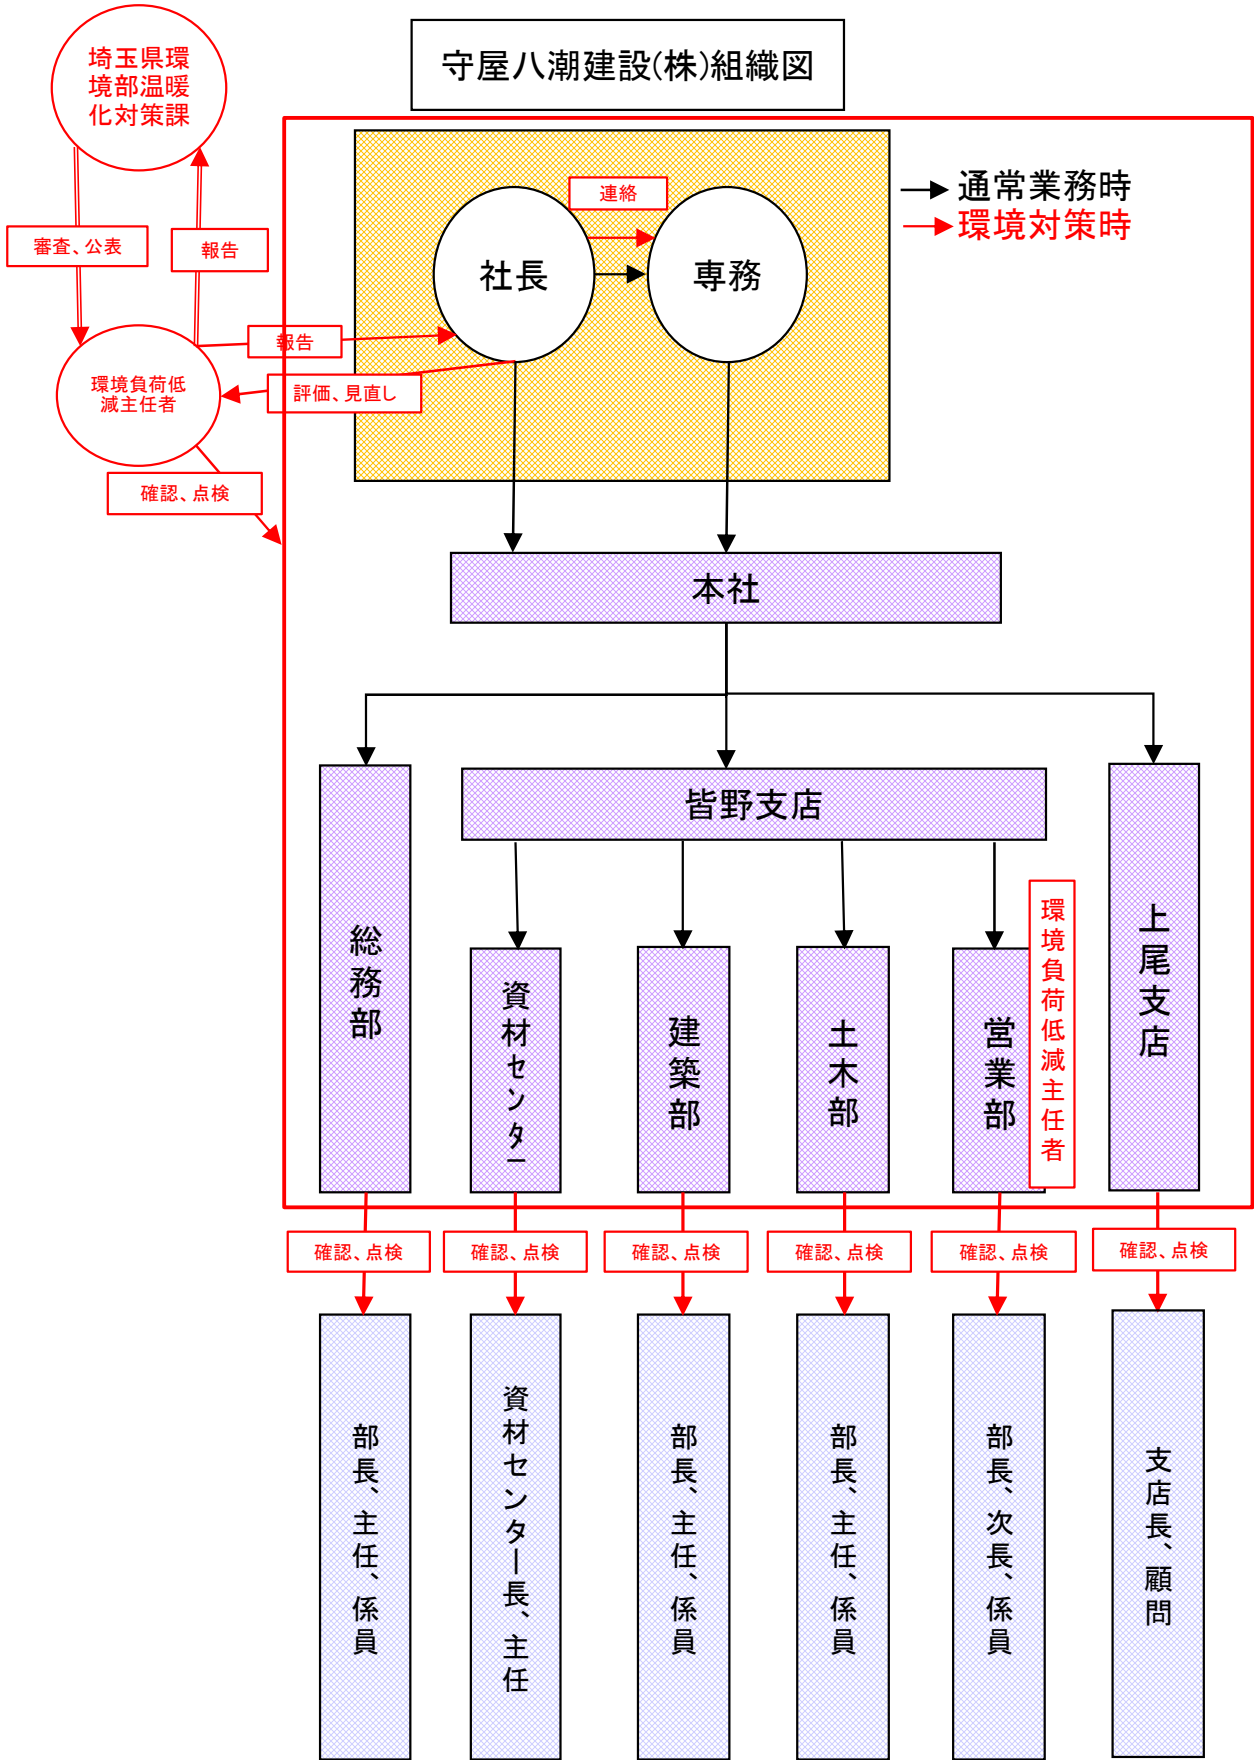 埼玉県環
境部温暖
化対策課
守屋八潮建設(株)組織図
通常業務時
環境対策時
連絡
社長
専務
審査、公表
報告
報告
環境負荷低
減主任者
評価、見直し
確認、点検
本社
皆野支店
総務部
資材センター
建築部
土木部
営業部
環境負荷低減主任者
上尾支店
確認、点検
確認、点検
確認、点検
確認、点検
確認、点検
確認、点検
部長、主任、係員
資材センター長、主任
部長、主任、係員
部長、主任、係員
部長、次長、係員
支店長、顧問